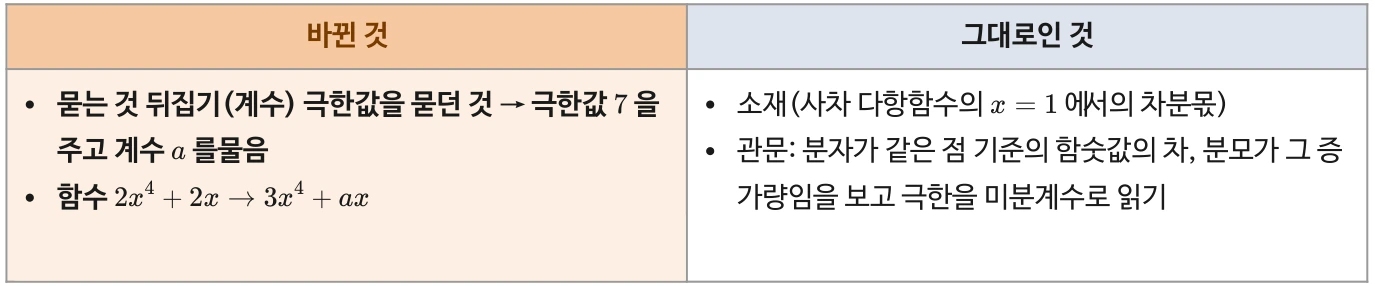 바뀐 것
그대로인 것
• 묻는 것 뒤집기(계수) 극한값을 묻던 것 → 극한값 7 을
주고 계수 a 를물음
• 함수 2x⁴ + 2x → 3x⁴ + ax
• 소재(사차 다항함수의 x = 1 에서의 차분몫)
• 관문: 분자가 같은 점 기준의 함숫값의 차, 분모가 그 증
가량임을 보고 극한을 미분계수로 읽기